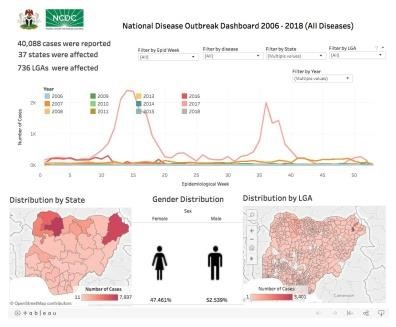 NCDC
National Disease Outbreak Dashboard 2006 - 2018 (All Diseases)
40,088 cases were reported
37 states were affected
736 LGAs were affected
Filter by Epid Week
(All)
Filter by disease
(All)
Filter by State
(Multiple values)
Filter by LGA
(All)
Filter by Year
(Multiple values)
Year
2006
2009
2013
2016
2007
2010
2014
2017
2008
2011
2015
2018
Number of Cases
2K
1K
0K
0
5
10
15
20
25
30
35
40
45
50
Epidemiological Week
Distribution by State
Gender Distribution
Distribution by LGA
Sex
Female
Male
Number of Cases
11
7,937
47.461%
52.539%
Number of Cases
Cameroon
© OpenStreetMap contributors
+ableau